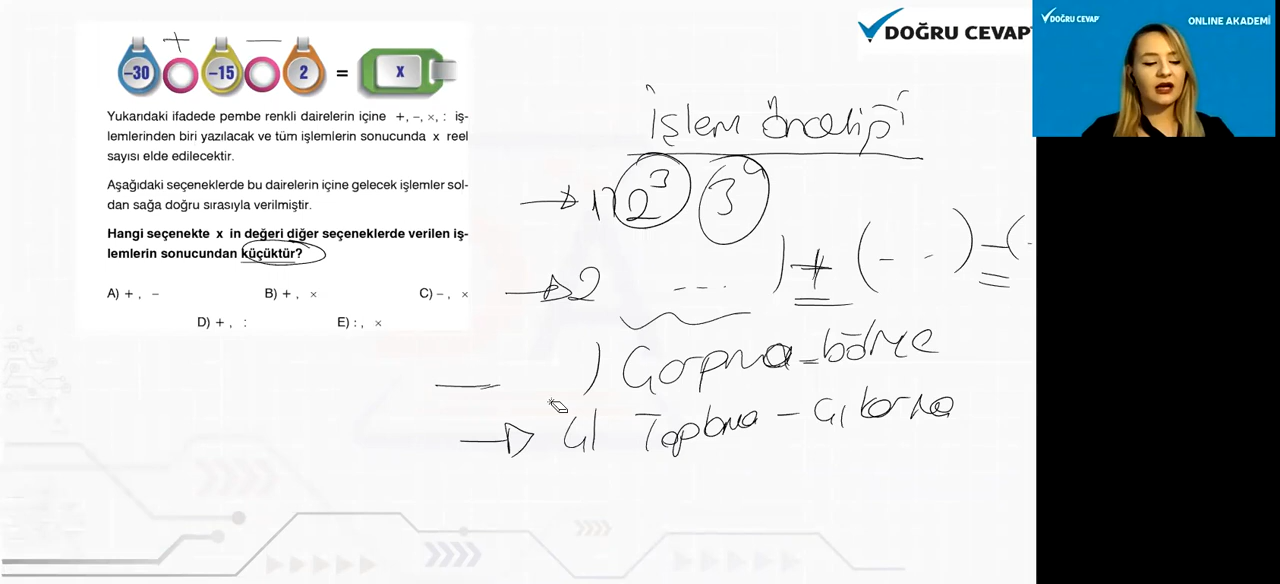 + −
−30 −15 2 = x
Yukarıdaki ifadede pembe renkli dairelerin içine +, −, ×, : iş-
lemlerinden biri yazılacak ve tüm işlemlerin sonucunda x reel
sayısı elde edilecektir.
Aşağıdaki seçeneklerde bu dairelerin içine gelecek işlemler sol-
dan sağa doğru sırasıyla verilmiştir.
Hangi seçenekte x in değeri diğer seçeneklerde verilen iş-
lemlerin sonucundan küçüktür?
A) + , − B) + , × C) − , ×
D) + , : E) : , ×
DOĞRU CEVAP
İşlem önceliği
→ 1) 2³ 3⁴
→ 2 ... ) + (- -) - (-
) Çarpma - bölme
→ 4) Toplama - Çıkarma
DOĞRU CEVAP ONLINE AKADEMİ